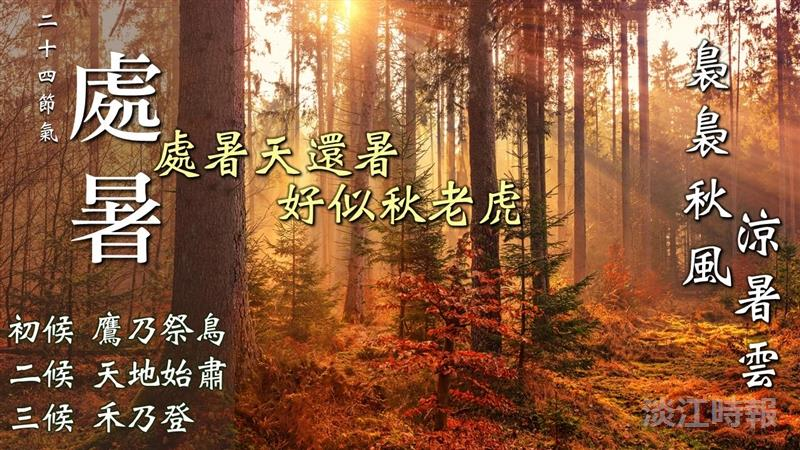 二十四節氣
處暑
處暑天還暑
好似秋老虎
裊裊秋風
涼暑雲
初候 鷹乃祭鳥
二候 天地始肅
三候 禾乃登
淡江時報